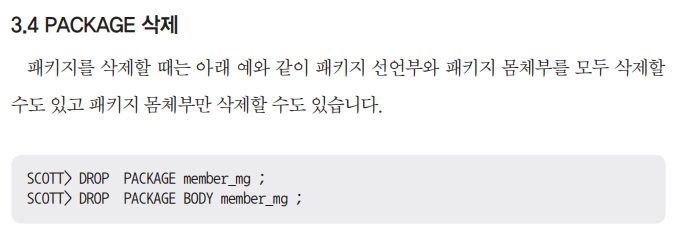 3.4 PACKAGE 삭제
패키지를 삭제할 때는 아래 예와 같이 패키지 선언부와 패키지 몸체부를 모두 삭제할
수도 있고 패키지 몸체부만 삭제할 수도 있습니다.
SCOTT> DROP  PACKAGE member_mg ;
SCOTT> DROP  PACKAGE BODY member_mg ;